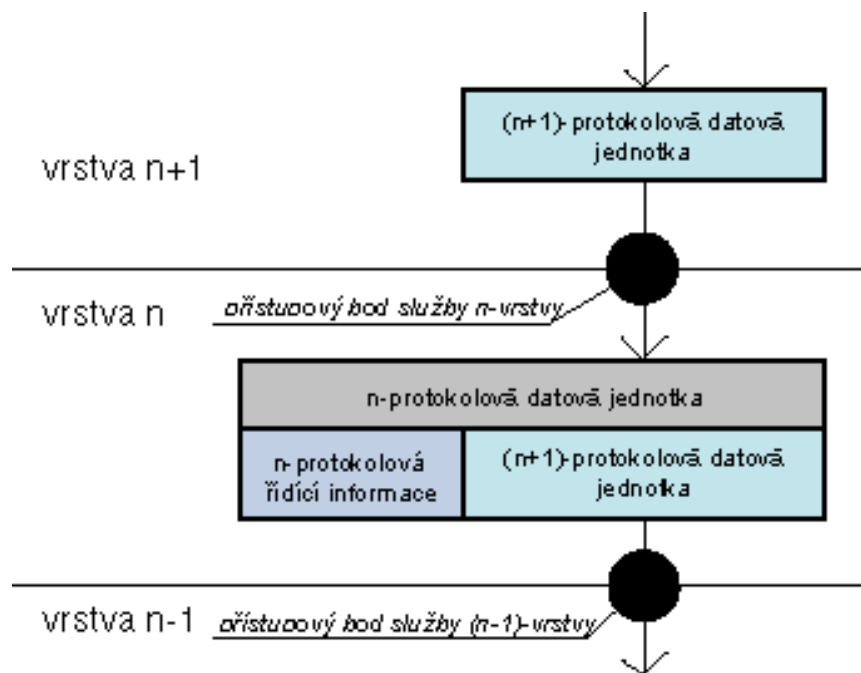 (n+1)-protokolová datová
jednotka
vrstva n+1
vrstva n
přístupový bod služby n-vrstvy
n-protokolová datová jednotka
n-protokolová
řídící informace
(n+1)-protokolová datová
jednotka
vrstva n-1
přístupový bod služby (n-1)-vrstvy